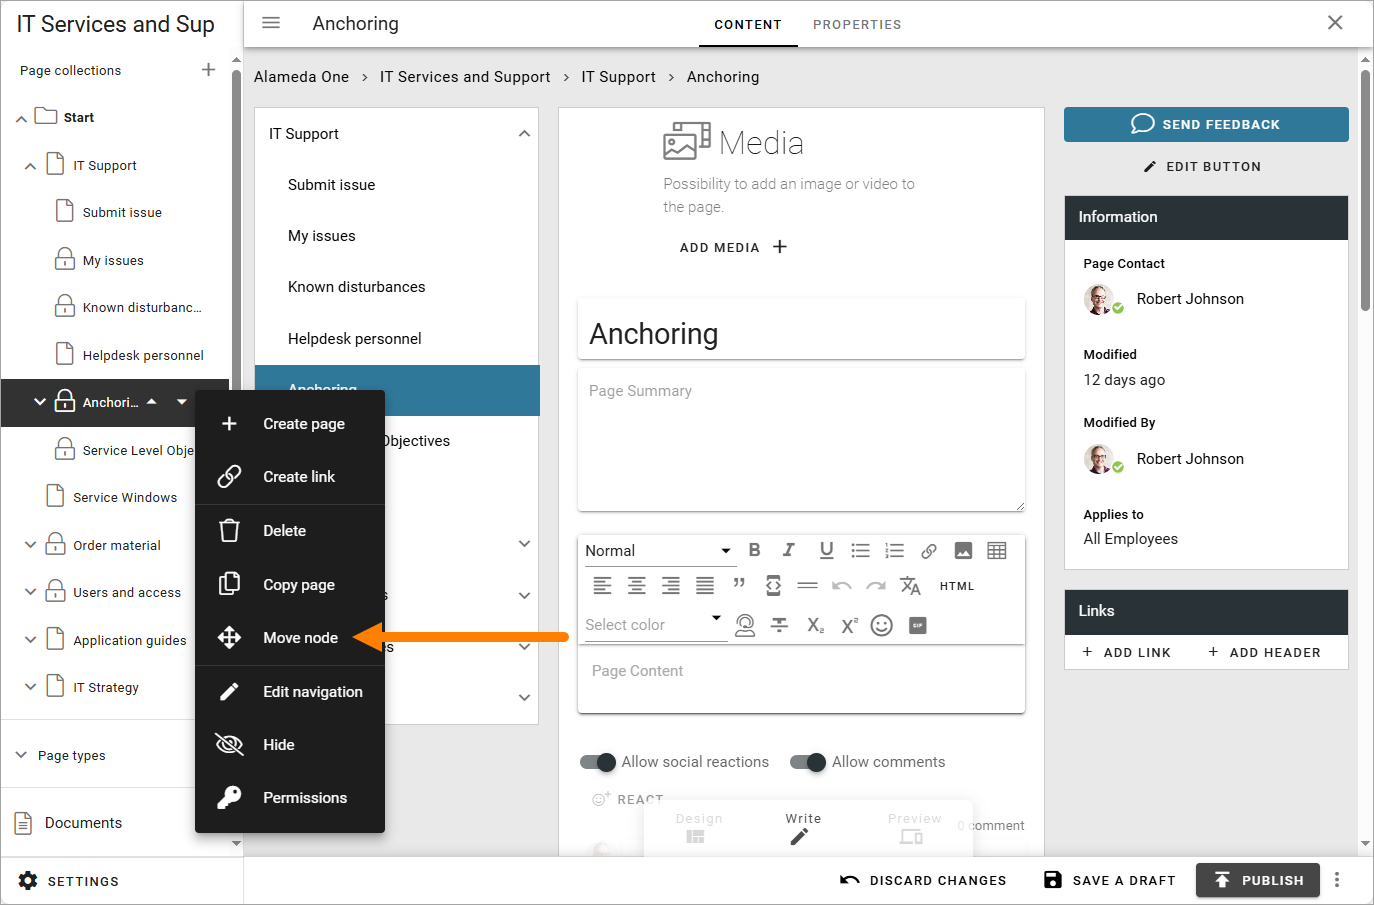 IT Services and Sup
Anchoring
CONTENT
PROPERTIES
Page collections
Start
IT Support
Submit issue
My issues
Known disturbanc...
Helpdesk personnel
Anchori...
Service Level Obje
Service Windows
Order material
Users and access
Application guides
IT Strategy
Page types
Documents
SETTINGS
Alameda One > IT Services and Support > IT Support > Anchoring
IT Support
Submit issue
My issues
Known disturbances
Helpdesk personnel
Anchoring
Objectives
s
es
Create page
Create link
Delete
Copy page
Move node
Edit navigation
Hide
Permissions
Media
Possibility to add an image or video to
the page.
ADD MEDIA
Anchoring
Page Summary
Normal
B I U
HTML
Select color
X₂ X²
GIF
Page Content
Allow social reactions
Allow comments
REACT
0 comment
Design
Write
Preview
SEND FEEDBACK
EDIT BUTTON
Information
Page Contact
Robert Johnson
Modified
12 days ago
Modified By
Robert Johnson
Applies to
All Employees
Links
+ ADD LINK
+ ADD HEADER
DISCARD CHANGES
SAVE A DRAFT
PUBLISH